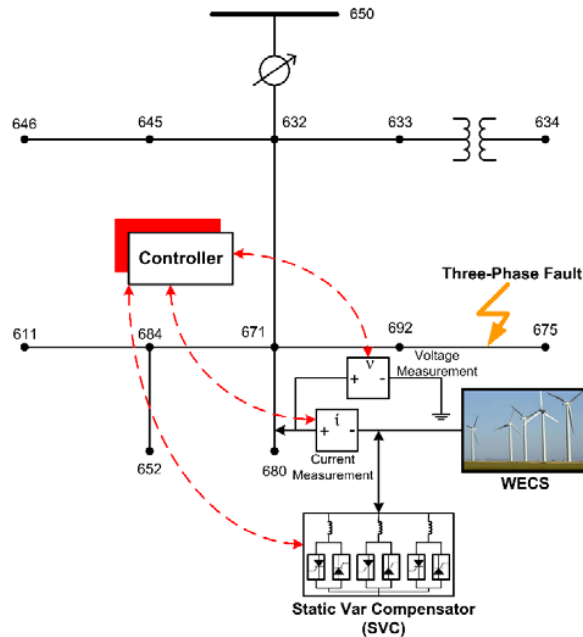 650
646
645
632
633
634
Controller
Three-Phase Fault
611
684
671
692
675
v
+ -
Voltage
Measurement
i
+ -
Current
Measurement
652
680
WECS
Static Var Compensator
(SVC)